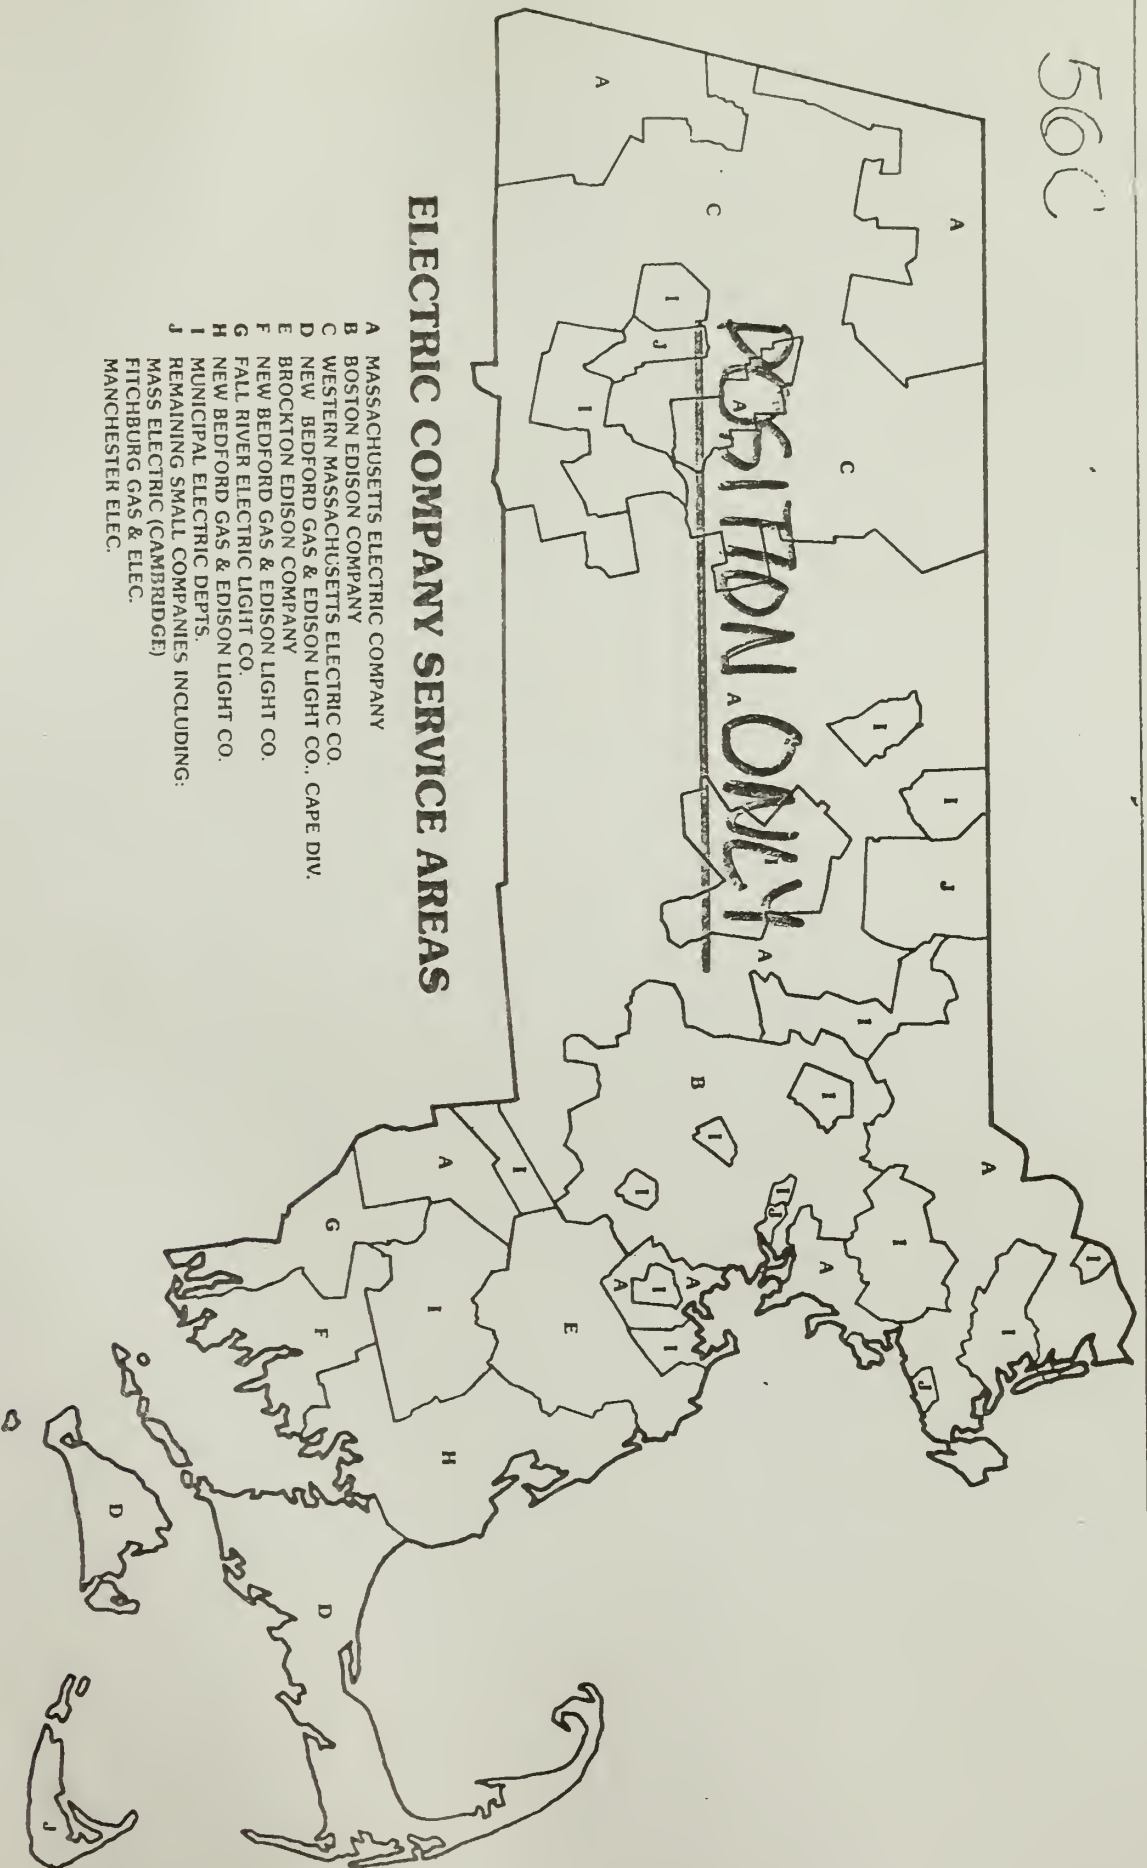 56C
POSITION ONLY
A
A
C
C
I
J
I
A
A
I
I
J
I
A
I
B
I
I
I
I
J
A
I
A
I
I
J
A
I
A
I
A
I
E
G
F
I
H
D
D
J
ELECTRIC COMPANY SERVICE AREAS
A MASSACHUSETTS ELECTRIC COMPANY
B BOSTON EDISON COMPANY
C WESTERN MASSACHUSETTS ELECTRIC CO.
D NEW BEDFORD GAS & EDISON LIGHT CO., CAPE DIV.
E BROCKTON EDISON COMPANY
F NEW BEDFORD GAS & EDISON LIGHT CO.
G FALL RIVER ELECTRIC LIGHT CO.
H NEW BEDFORD GAS & EDISON LIGHT CO.
I MUNICIPAL ELECTRIC DEPTS.
J REMAINING SMALL COMPANIES INCLUDING:
MASS ELECTRIC (CAMBRIDGE)
FITCHBURG GAS & ELEC.
MANCHESTER ELEC.